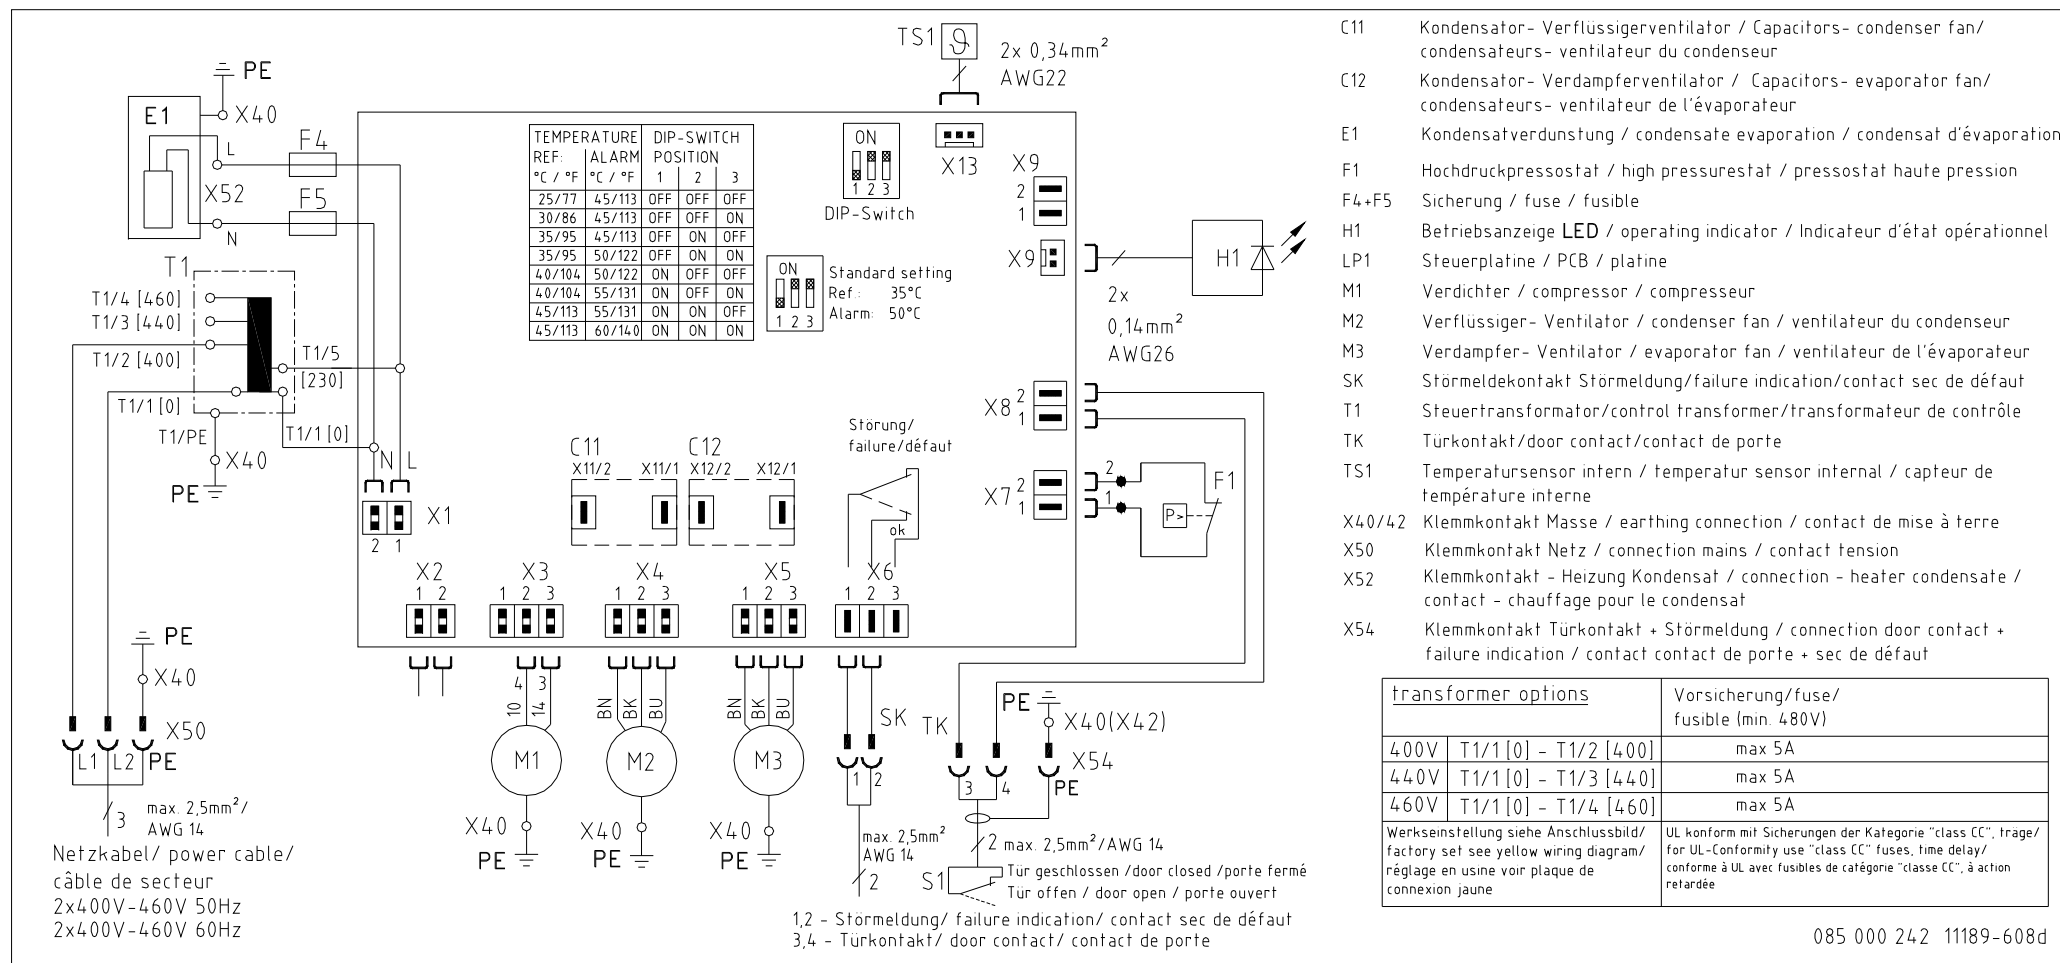 PE
X40
E1
L
F4
X52
F5
N
T1
T1/4 [460]
T1/3 [440]
T1/2 [400]
T1/5
[230]
T1/1 [0]
T1/PE
T1/1 [0]
X40
PE
N L
X1
2 1
TS1
ϑ
2x 0,34mm²
AWG22
X13
TEMPERATURE DIP-SWITCH
REF: ALARM POSITION
°C / °F °C / °F 1 2 3
25/77 45/113 OFF OFF OFF
30/86 45/113 OFF OFF ON
35/95 45/113 OFF ON OFF
35/95 50/122 OFF ON ON
40/104 50/122 ON OFF OFF
40/104 55/131 ON OFF ON
45/113 55/131 ON ON OFF
45/113 60/140 ON ON ON
ON
1 2 3
DIP-Switch
ON
1 2 3
Standard setting
Ref.: 35°C
Alarm: 50°C
X9
2
1
X9
H1
2x
0,14mm²
AWG26
X8
2
1
X7
2
1
2
1
F1
P>
Störung/
failure/défaut
ok
C11
X11/2 X11/1
C12
X12/2 X12/1
X2
1 2
X3
1 2 3
X4
1 2 3
X5
1 2 3
X6
1 2 3
4 3
10 14
M1
X40
PE
BN BK BU
M2
X40
PE
BN BK BU
M3
X40
PE
SK
1 2
max. 2,5mm²
AWG 14
2
TK
3 4
PE
X40(X42)
X54
PE
2 max. 2,5mm²/AWG 14
S1
Tür geschlossen /door closed /porte fermé
Tür offen / door open / porte ouvert
1,2 - Störmeldung/ failure indication/ contact sec de défaut
3,4 - Türkontakt/ door contact/ contact de porte
PE
X40
X50
L1 L2 PE
3
max. 2,5mm²/
AWG 14
Netzkabel/ power cable/
câble de secteur
2x400V-460V 50Hz
2x400V-460V 60Hz
C11 Kondensator- Verflüssigerventilator / Capacitors- condenser fan/
condensateurs- ventilateur du condenseur
C12 Kondensator- Verdampferventilator / Capacitors- evaporator fan/
condensateurs- ventilateur de l'évaporateur
E1 Kondensatverdunstung / condensate evaporation / condensat d'évaporation
F1 Hochdruckpressostat / high pressurestat / pressostat haute pression
F4+F5 Sicherung / fuse / fusible
H1 Betriebsanzeige LED / operating indicator / Indicateur d'état opérationnel
LP1 Steuerplatine / PCB / platine
M1 Verdichter / compressor / compresseur
M2 Verflüssiger- Ventilator / condenser fan / ventilateur du condenseur
M3 Verdampfer- Ventilator / evaporator fan / ventilateur de l'évaporateur
SK Störmeldekontakt Störmeldung/failure indication/contact sec de défaut
T1 Steuertransformator/control transformer/transformateur de contrôle
TK Türkontakt/door contact/contact de porte
TS1 Temperatursensor intern / temperatur sensor internal / capteur de
température interne
X40/42 Klemmkontakt Masse / earthing connection / contact de mise à terre
X50 Klemmkontakt Netz / connection mains / contact tension
X52 Klemmkontakt - Heizung Kondensat / connection - heater condensate /
contact - chauffage pour le condensat
X54 Klemmkontakt Türkontakt + Störmeldung / connection door contact +
failure indication / contact contact de porte + sec de défaut
transformer options Vorsicherung/fuse/
fusible (min. 480V)
400V T1/1 [0] - T1/2 [400] max 5A
440V T1/1 [0] - T1/3 [440] max 5A
460V T1/1 [0] - T1/4 [460] max 5A
Werkseinstellung siehe Anschlussbild/
factory set see yellow wiring diagram/
réglage en usine voir plaque de
connexion jaune
UL konform mit Sicherungen der Kategorie "class CC", träge/
for UL-Conformity use "class CC" fuses, time delay/
conforme à UL avec fusibles de catégorie "classe CC", à action
retardée
085 000 242 11189-608d